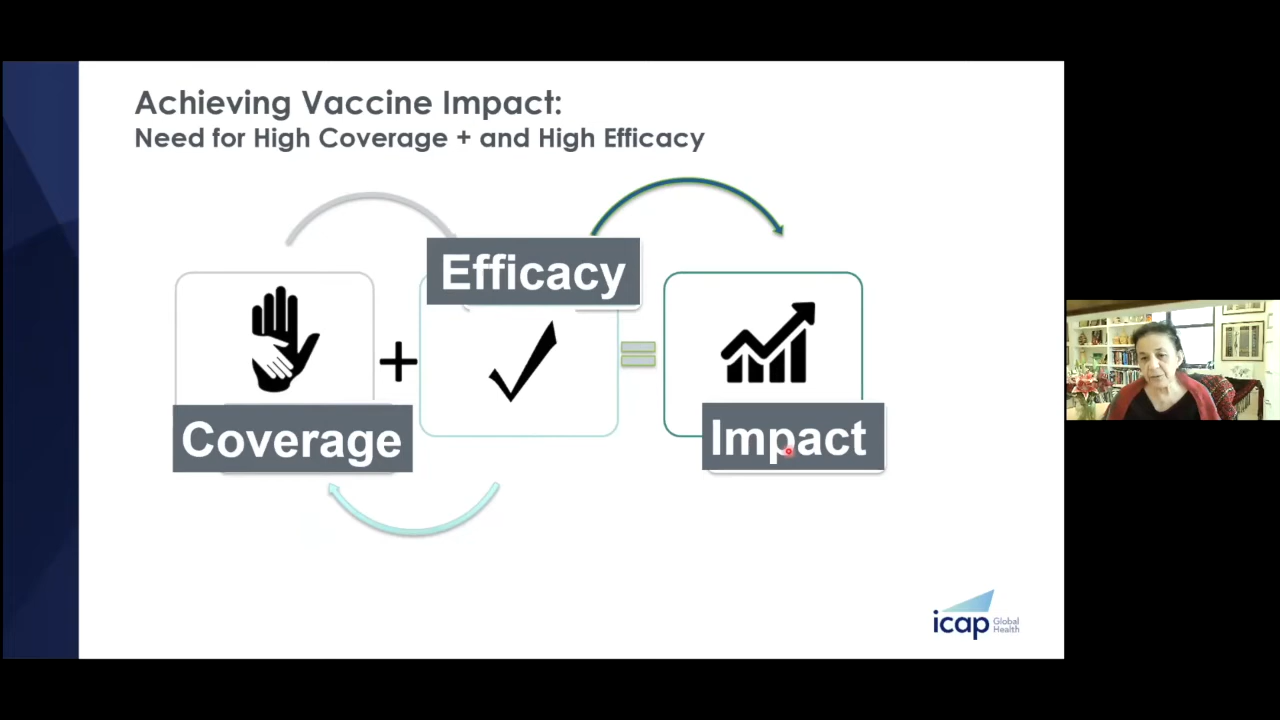 Achieving Vaccine Impact:
Need for High Coverage + and High Efficacy
Efficacy
Coverage
Impact
icap Global
Health